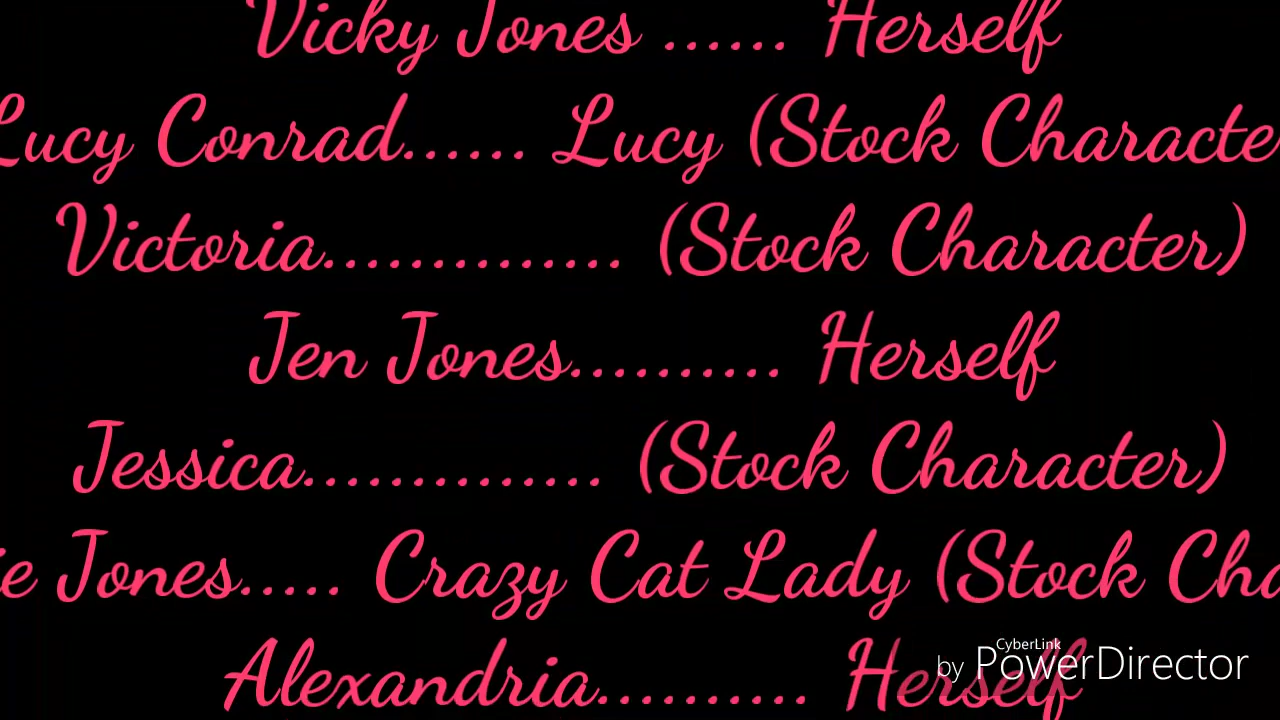 Vicky Jones ...... Herself
Lucy Conrad...... Lucy (Stock Characte
Victoria.............. (Stock Character)
Jen Jones.......... Herself
Jessica.............. (Stock Character)
e Jones..... Crazy Cat Lady (Stock Cha
Alexandria.......... Herself
CyberLink
by PowerDirector